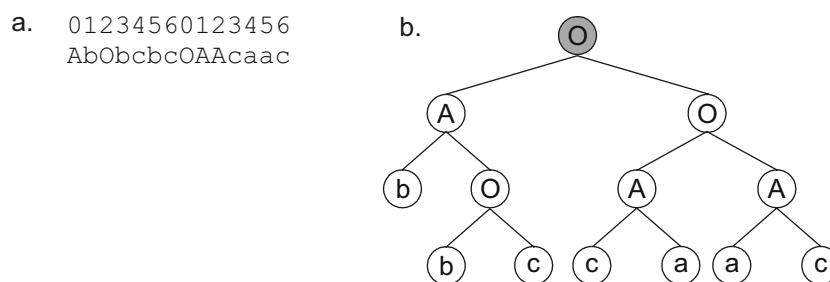 a. 01234560123456
AbObcbcOAAcaac
b.
O
A O
b O A A
b c c a a c